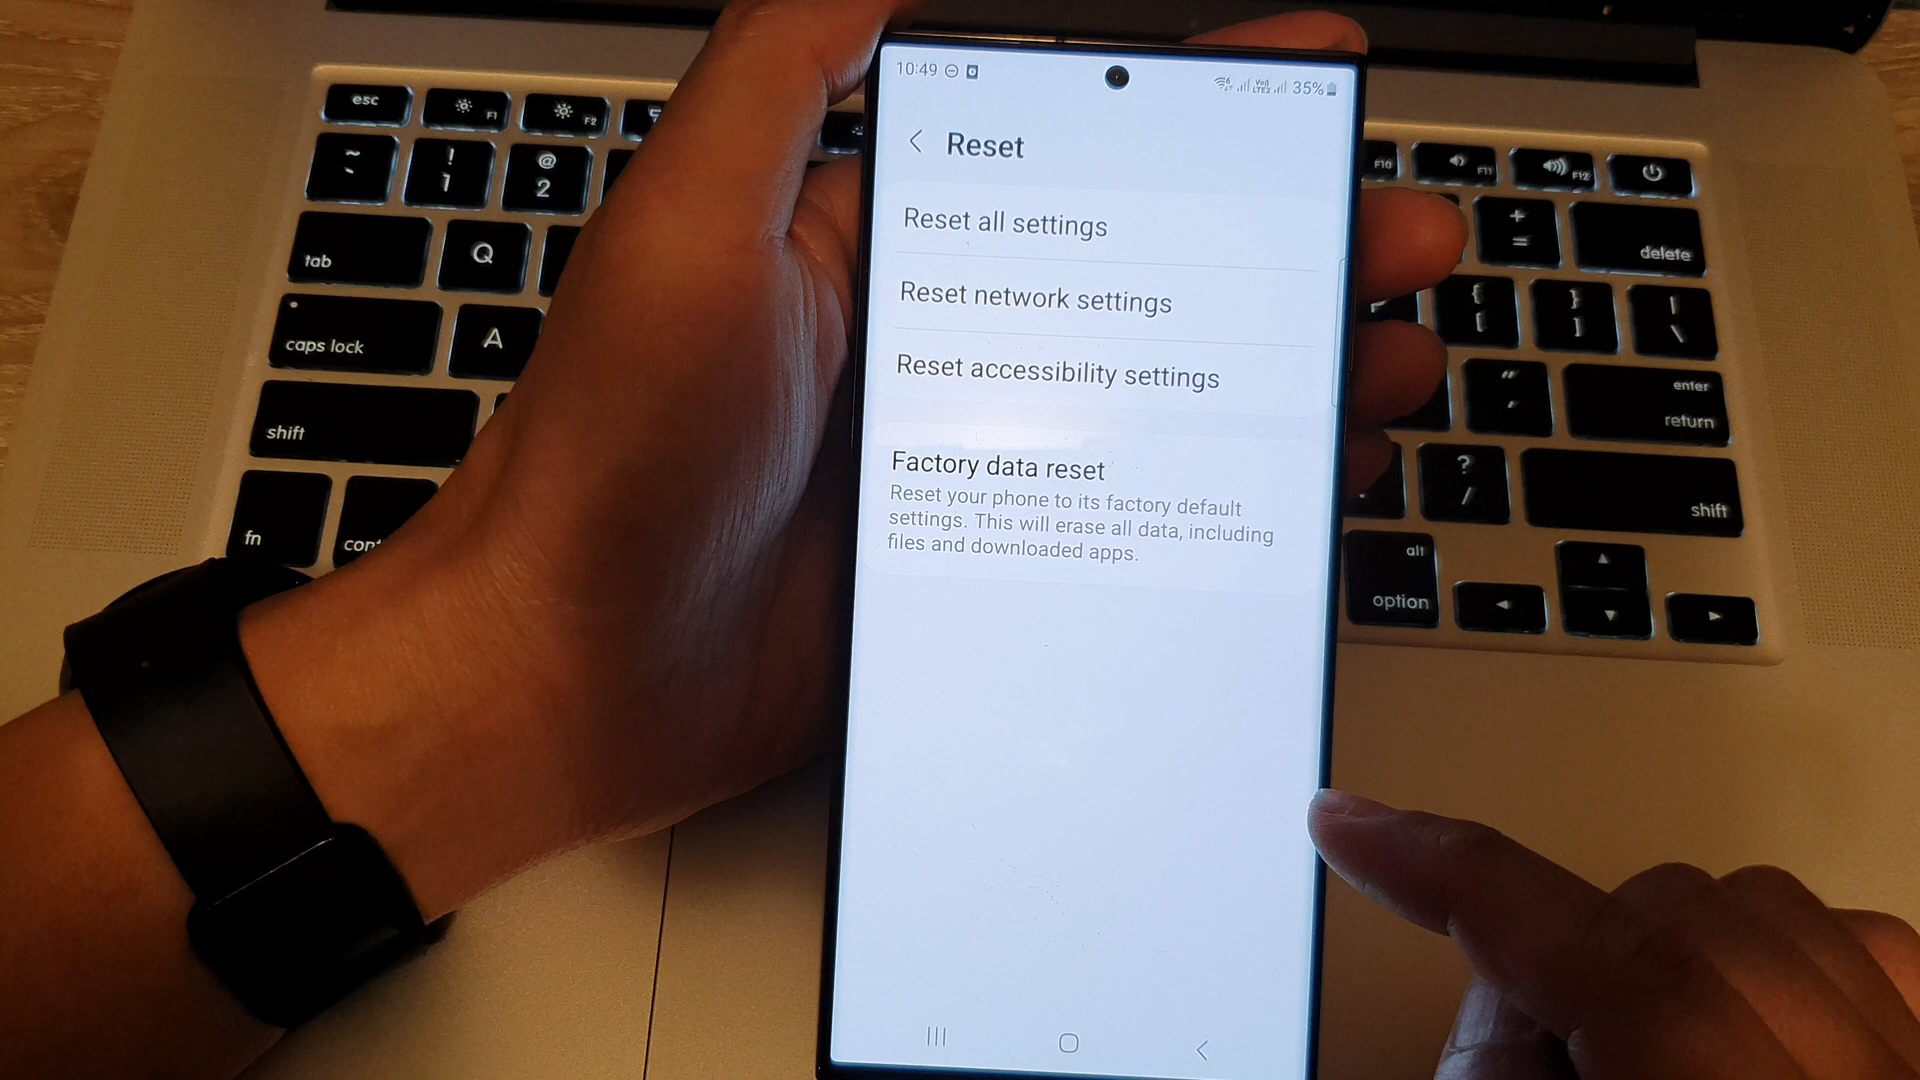 10:49
35%
Reset
Reset all settings
Reset network settings
Reset accessibility settings
Factory data reset
Reset your phone to its factory default
settings. This will erase all data, including
files and downloaded apps.
esc
F1
F2
F10
F11
F12
~
`
!
1
@
2
+
=
delete
tab
Q
{
[
}
]
|
\
caps lock
A
"
'
enter
return
shift
?
/
shift
fn
alt
option